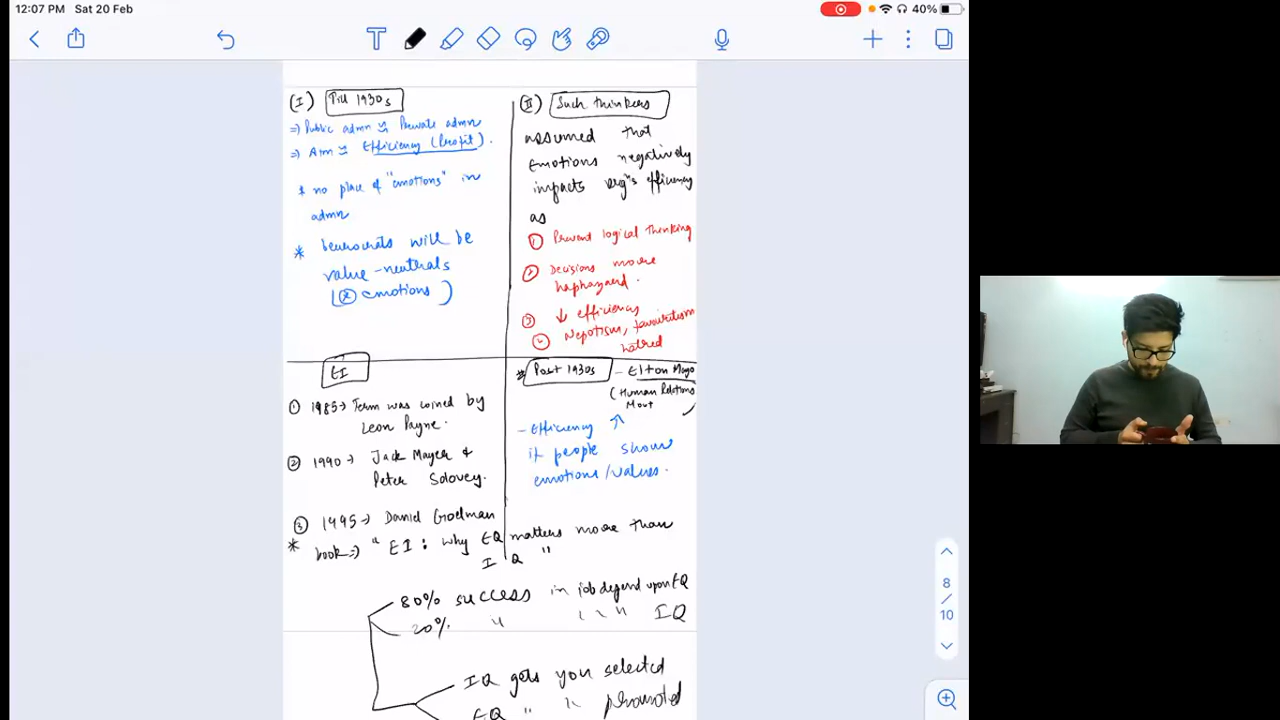 12:07 PM Sat 20 Feb
40%
(I) Till 1930s
=) Public admn ≃ Private admn
=) Aim ≃ Efficiency (Profit).
* no place of "emotions" in
admn
* beurocrats will be
value-neutrals
(⊗ emotions)
(II) Such thinkers
assumed that
Emotions negatively
impacts orgns efficiency
as
① Prevent logical thinking
② Decisions more
haphazard.
③ ↓ efficiency
④ Nepotism, favouritism
hatred
EI
① 1985→ Term was coined by
Leon Payne.
② 1990→ Jack Mayer &
Peter Solovey.
③ 1995→ Daniel Goelman
* book=) "EI: why EQ matters more than
IQ"
* Post 1930s - Elton Mayo
(Human Relations
Movt
- Efficiency ↑
if people show
emotions/values.
80% success in job depend upon EQ
20% " " " " IQ
IQ gets you selected
EQ " " promoted
8
10